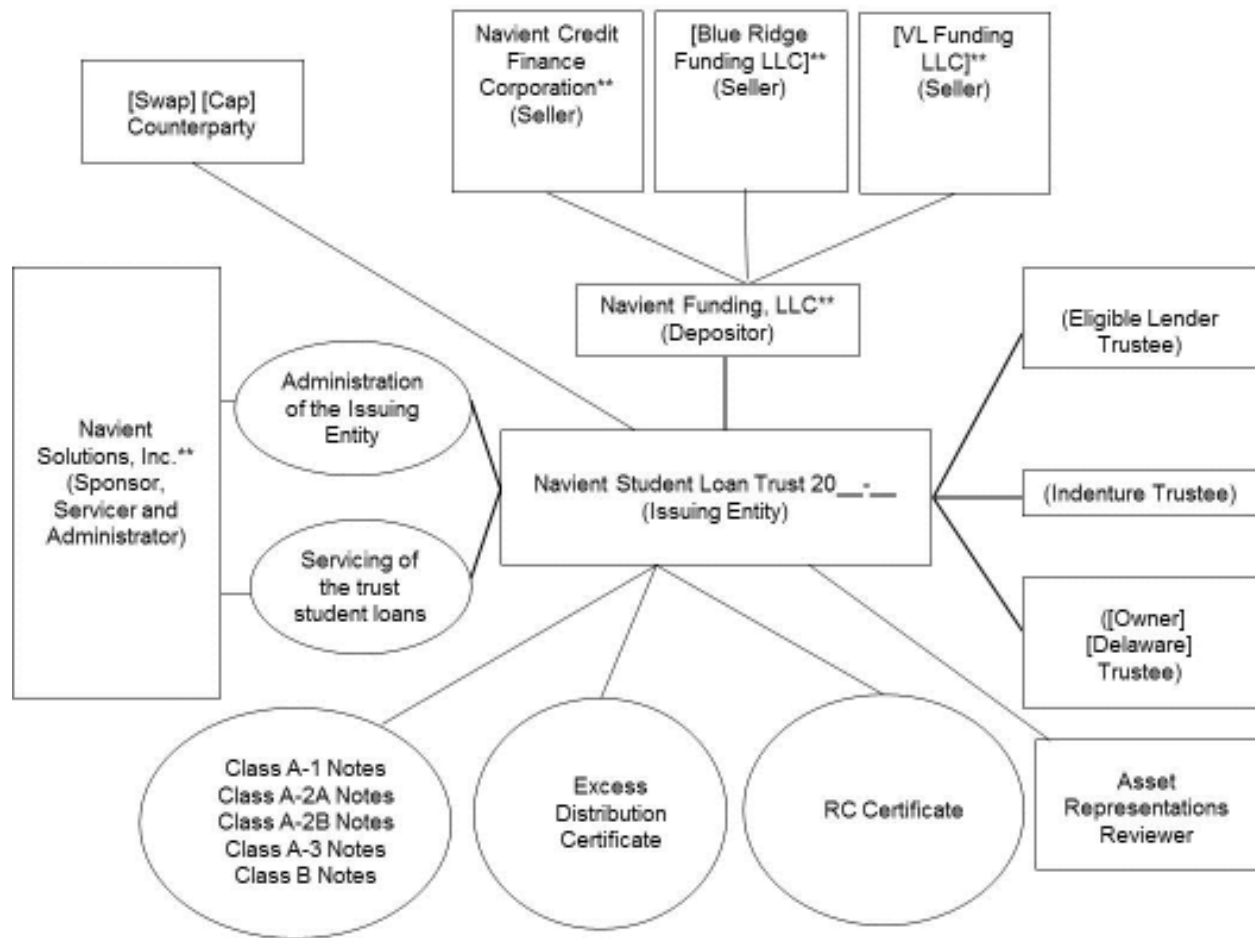 Navient Credit
Finance
Corporation**
(Seller)
[Blue Ridge
Funding LLC]**
(Seller)
[VL Funding
LLC]**
(Seller)
[Swap] [Cap]
Counterparty
Navient Funding, LLC**
(Depositor)
(Eligible Lender
Trustee)
Administration
of the Issuing
Entity
Navient
Solutions, Inc.**
(Sponsor,
Servicer and
Administrator)
Navient Student Loan Trust 20__-__
(Issuing Entity)
(Indenture Trustee)
Servicing of
the trust
student loans
([Owner]
[Delaware]
Trustee)
Class A-1 Notes
Class A-2A Notes
Class A-2B Notes
Class A-3 Notes
Class B Notes
Excess
Distribution
Certificate
RC Certificate
Asset
Representations
Reviewer